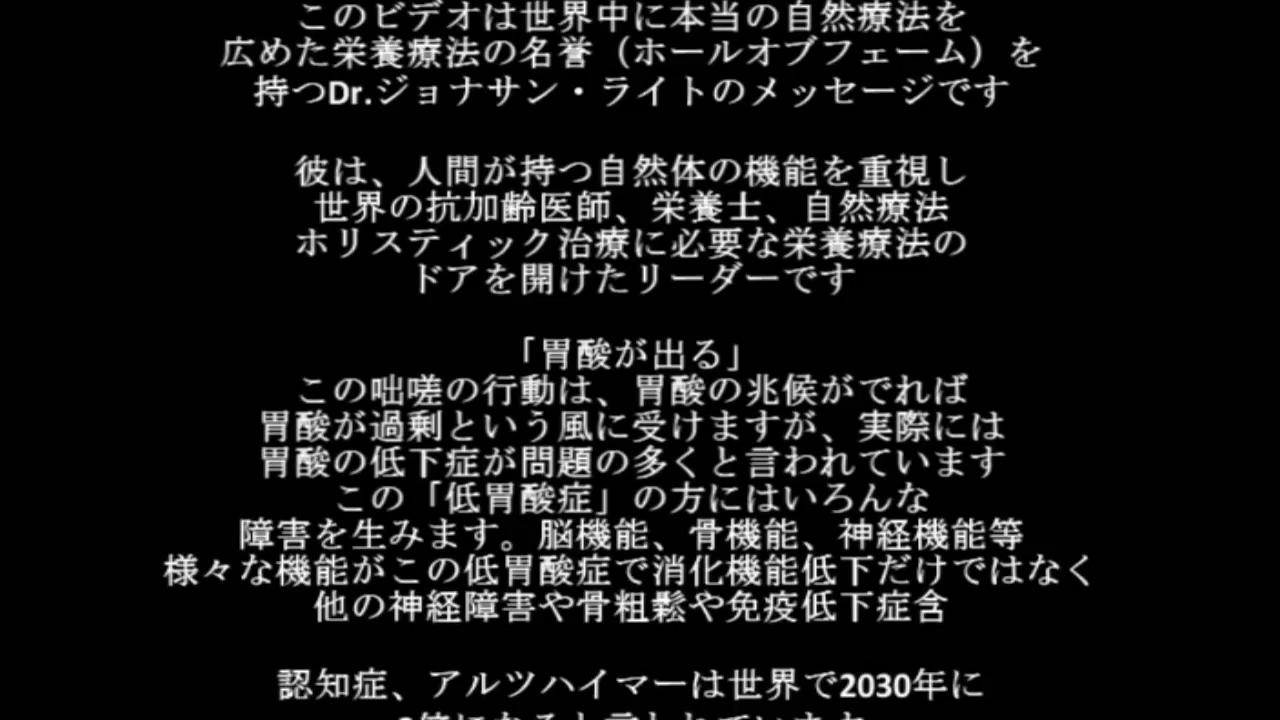 このビデオは世界中に本当の自然療法を
広めた栄養療法の名誉（ホールオブフェーム）を
持つDr.ジョナサン・ライトのメッセージです
彼は、人間が持つ自然体の機能を重視し
世界の抗加齢医師、栄養士、自然療法
ホリスティック治療に必要な栄養療法の
ドアを開けたリーダーです
「胃酸が出る」
この咄嗟の行動は、胃酸の兆候がでれば
胃酸が過剰という風に受けますが、実際には
胃酸の低下症が問題の多くと言われています
この「低胃酸症」の方にはいろんな
障害を生みます。脳機能、骨機能、神経機能等
様々な機能がこの低胃酸症で消化機能低下だけではなく
他の神経障害や骨粗鬆や免疫低下症含
認知症、アルツハイマーは世界で2030年に